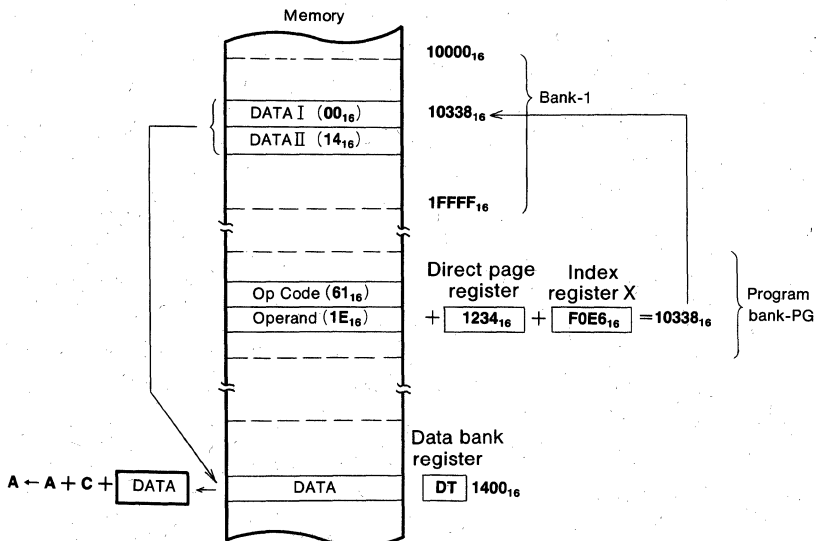 Memory
10000₁₆
Bank-1
DATA I (00₁₆)
10338₁₆
DATA II (14₁₆)
1FFFF₁₆
Direct page register
Index register X
Op Code (61₁₆)
Operand (1E₁₆)
+ 1234₁₆ + F0E6₁₆ = 10338₁₆
Program bank-PG
Data bank register
A ← A + C + DATA
DATA
DT 1400₁₆